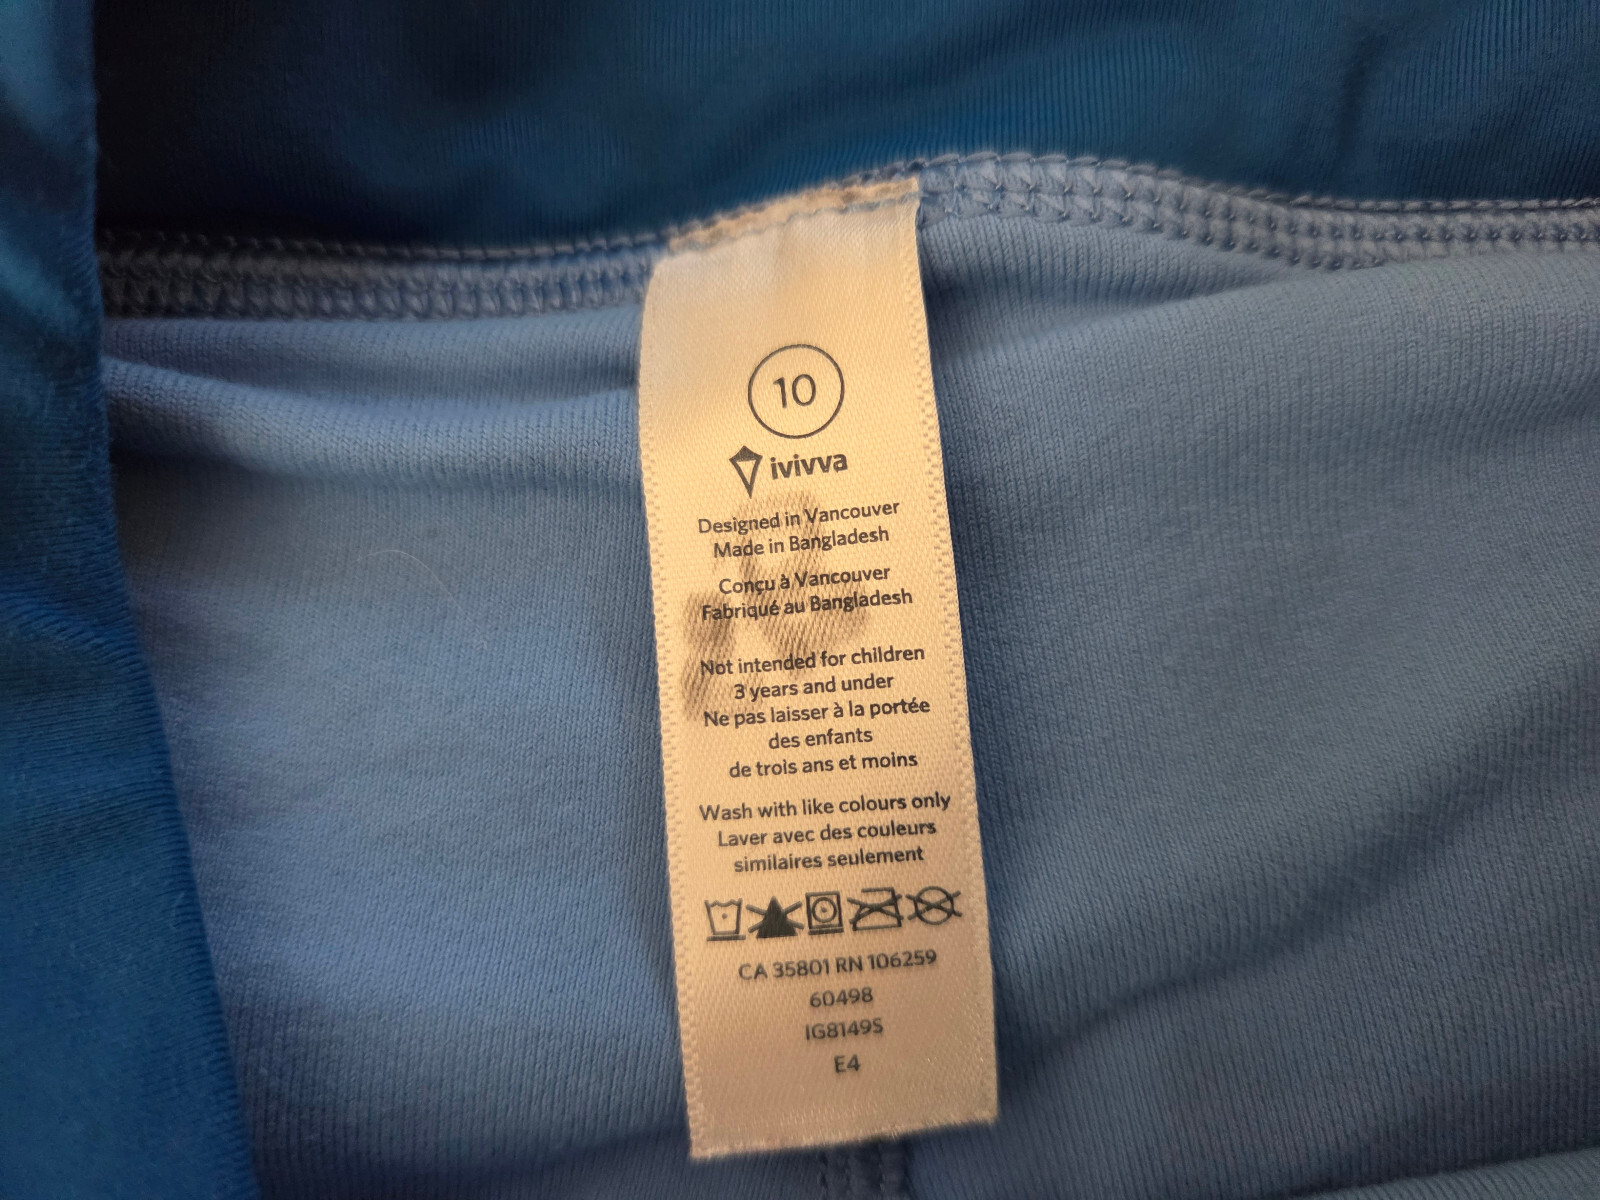 10
ivivva
Designed in Vancouver
Made in Bangladesh
Conçu à Vancouver
Fabriqué au Bangladesh
Not intended for children
3 years and under
Ne pas laisser à la portée
des enfants
de trois ans et moins
Wash with like colours only
Laver avec des couleurs
similaires seulement
CA 35801 RN 106259
60498
IG8149S
E4